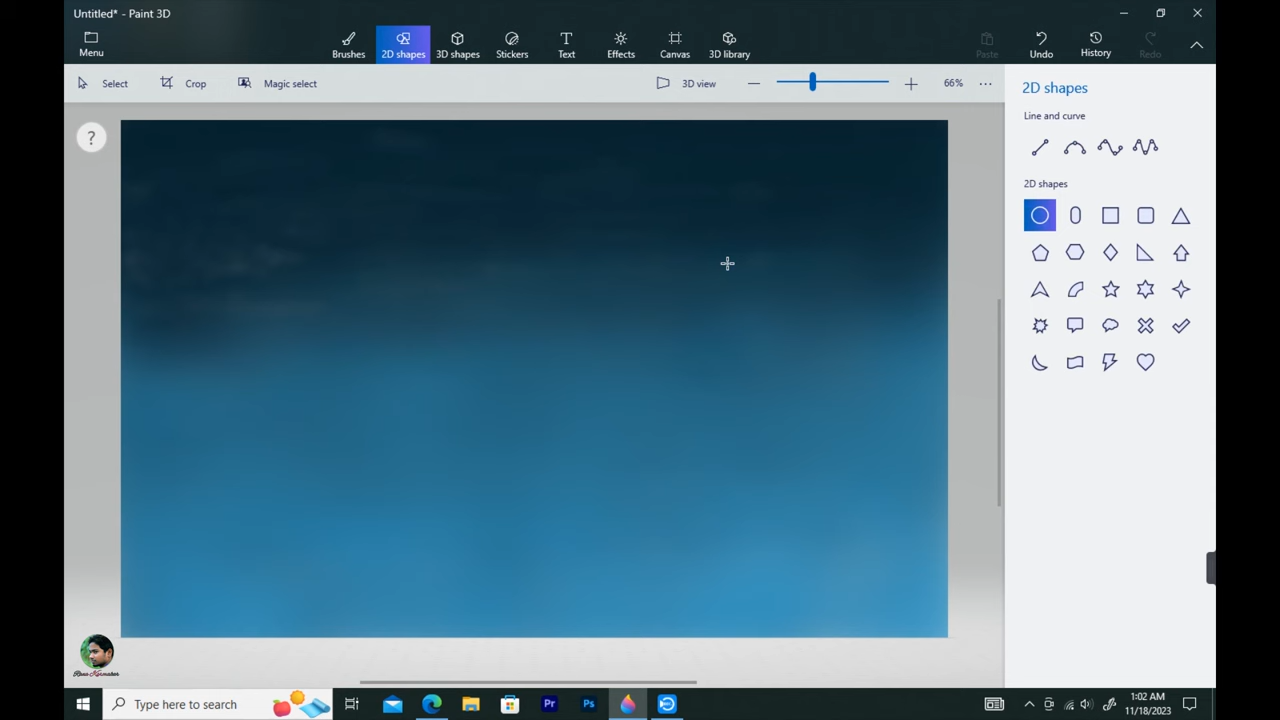 Untitled* - Paint 3D
Menu
Brushes
2D shapes
3D shapes
Stickers
Text
Effects
Canvas
3D library
Paste
Undo
History
Redo
Select
Crop
Magic select
3D view
66%
2D shapes
Line and curve
2D shapes
?
Type here to search
Pr
Ps
1:02 AM
11/18/2023